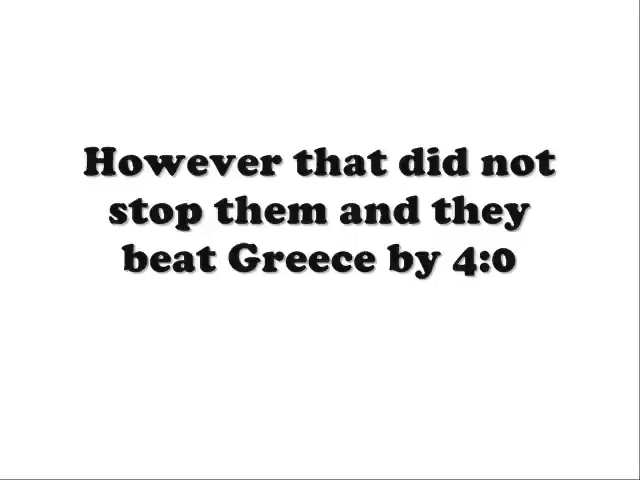 However that did not
stop them and they
beat Greece by 4:0